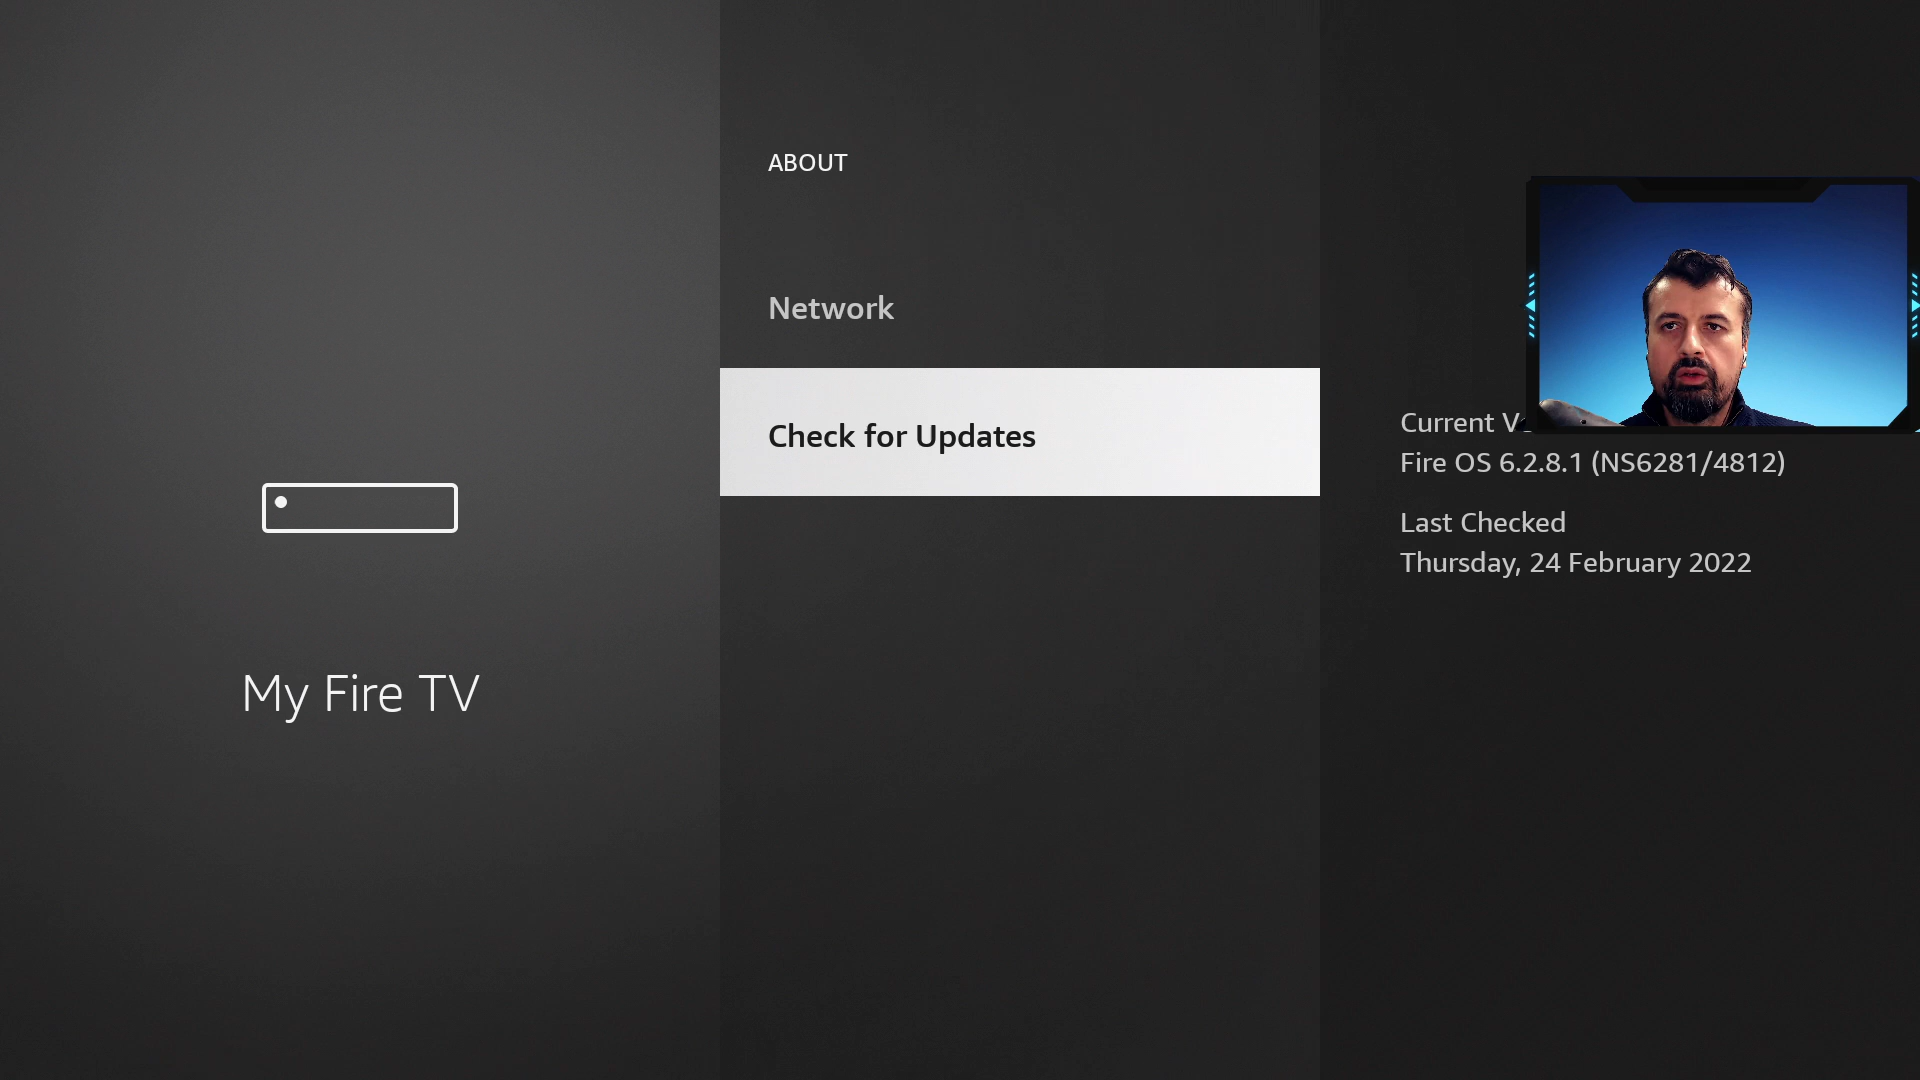 ABOUT
Network
Check for Updates
My Fire TV
Current
Fire OS 6.2.8.1 (NS6281/4812)
Last Checked
Thursday, 24 February 2022